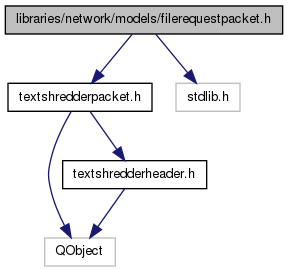 libraries/network/models/filerequestpacket.h
textshredderpacket.h
stdlib.h
textshredderheader.h
QObject